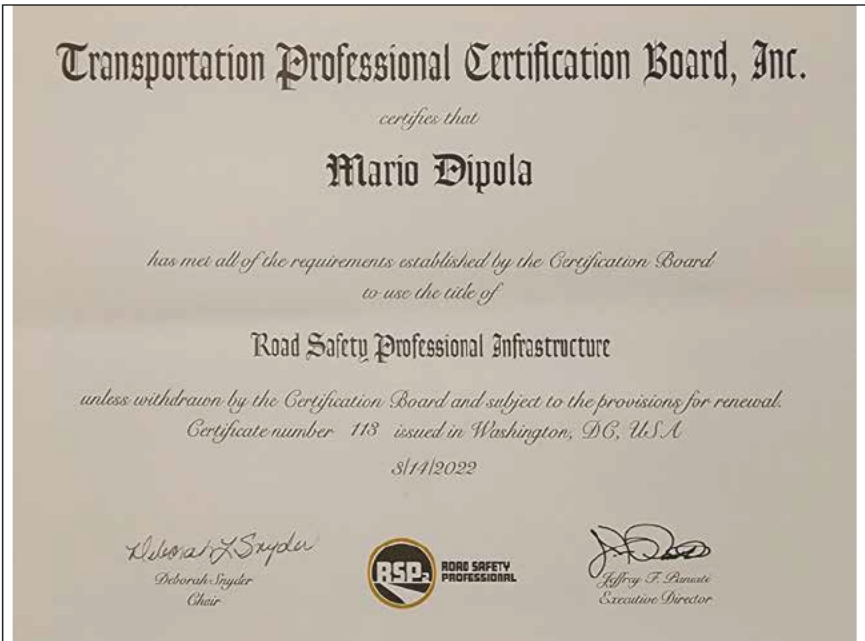 Transportation Professional Certification Board, Inc.
certifies that
Mario Dipola
has met all of the requirements established by the Certification Board
to use the title of
Road Safety Professional Infrastructure
unless withdrawn by the Certification Board and subject to the provisions for renewal.
Certificate number 113 issued in Washington, DC, USA
3/14/2022
Deborah L Snyder
Deborah Snyder
Chair
RSP2
ROAD SAFETY
PROFESSIONAL
Jeffrey F. Paniati
Executive Director